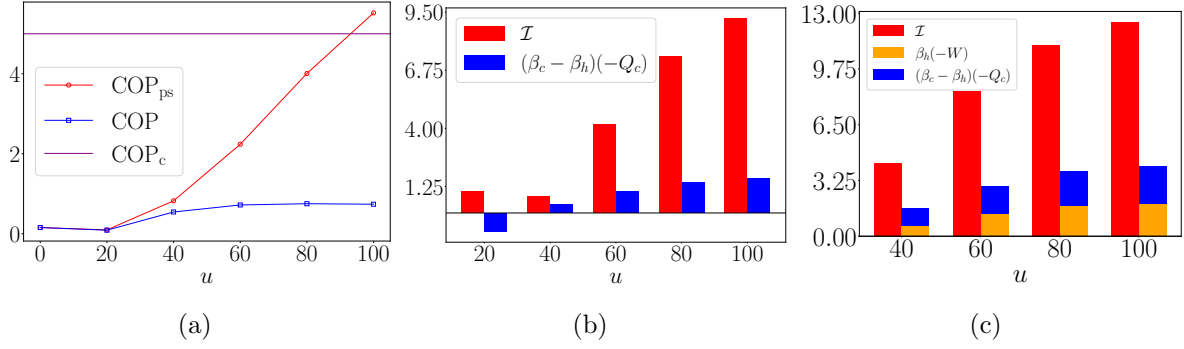 COP_ps
COP
COP_c
4
2
0
0 20 40 60 80 100
u
(a)
9.50
6.75
4.00
1.25
ℐ
(β_c − β_h)(−Q_c)
20 40 60 80 100
u
(b)
13.00
9.75
6.50
3.25
0.00
ℐ
β_h(−W)
(β_c − β_h)(−Q_c)
40 60 80 100
u
(c)